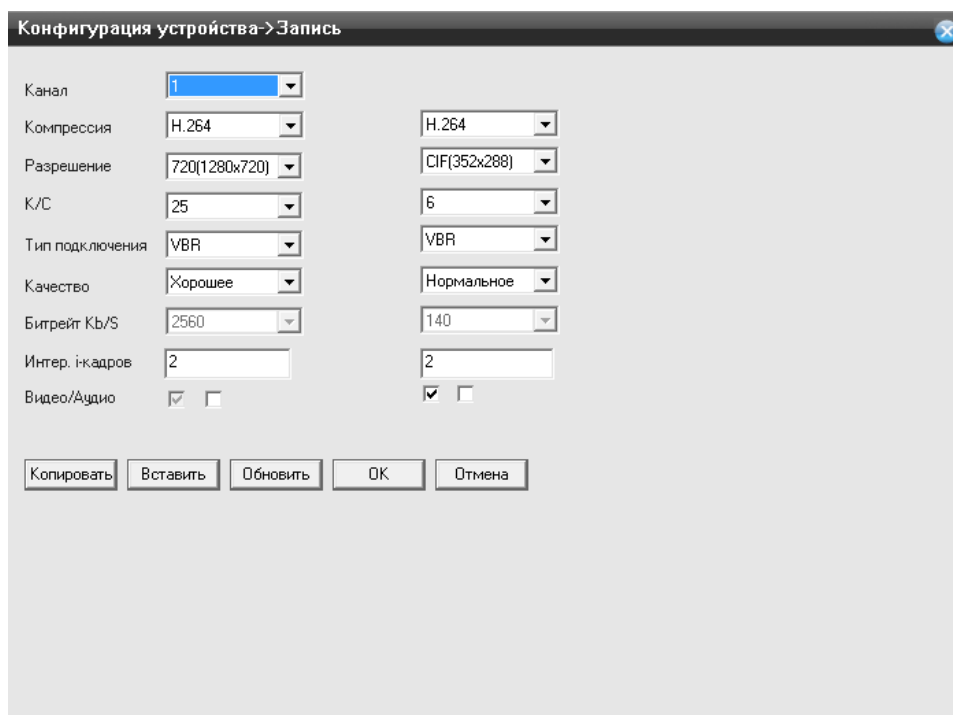 Конфигурация устройства->Запись
Канал 1
Компрессия H.264 H.264
Разрешение 720(1280x720) CIF(352x288)
К/С 25 6
Тип подключения VBR VBR
Качество Хорошее Нормальное
Битрейт Kb/S 2560 140
Интер. i-кадров 2 2
Видео/Аудио
Копировать Вставить Обновить OK Отмена